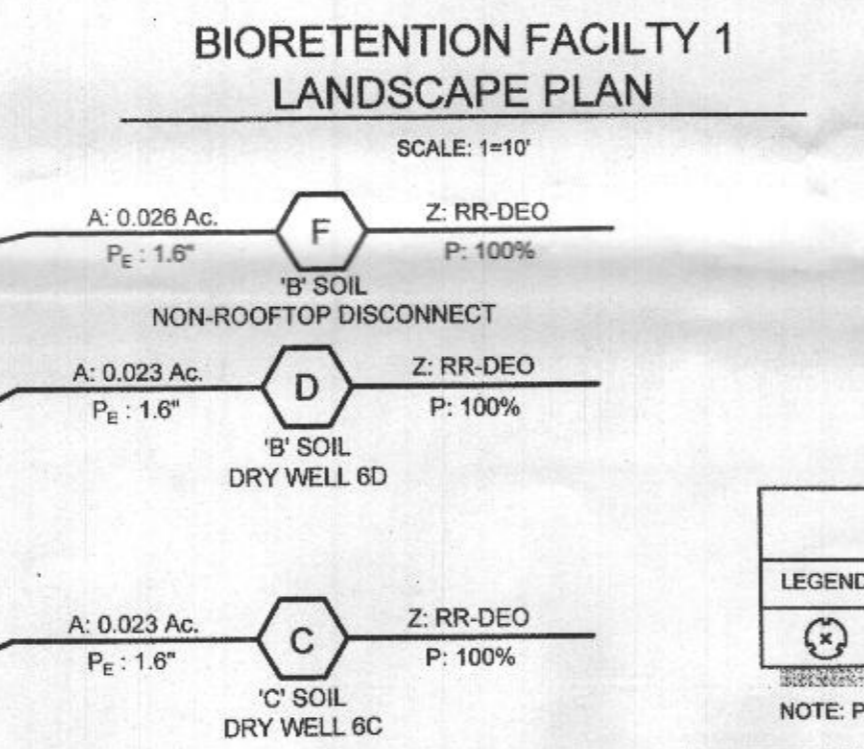 BIORETENTION FACILTY 1
LANDSCAPE PLAN
SCALE: 1=10'
A: 0.026 Ac.
PE : 1.6"
F
Z: RR-DEO
P: 100%
'B' SOIL
NON-ROOFTOP DISCONNECT
A: 0.023 Ac.
PE : 1.6"
D
Z: RR-DEO
P: 100%
'B' SOIL
DRY WELL 6D
A: 0.023 Ac.
PE : 1.6"
C
Z: RR-DEO
P: 100%
'C' SOIL
DRY WELL 6C
LEGEND
NOTE: P